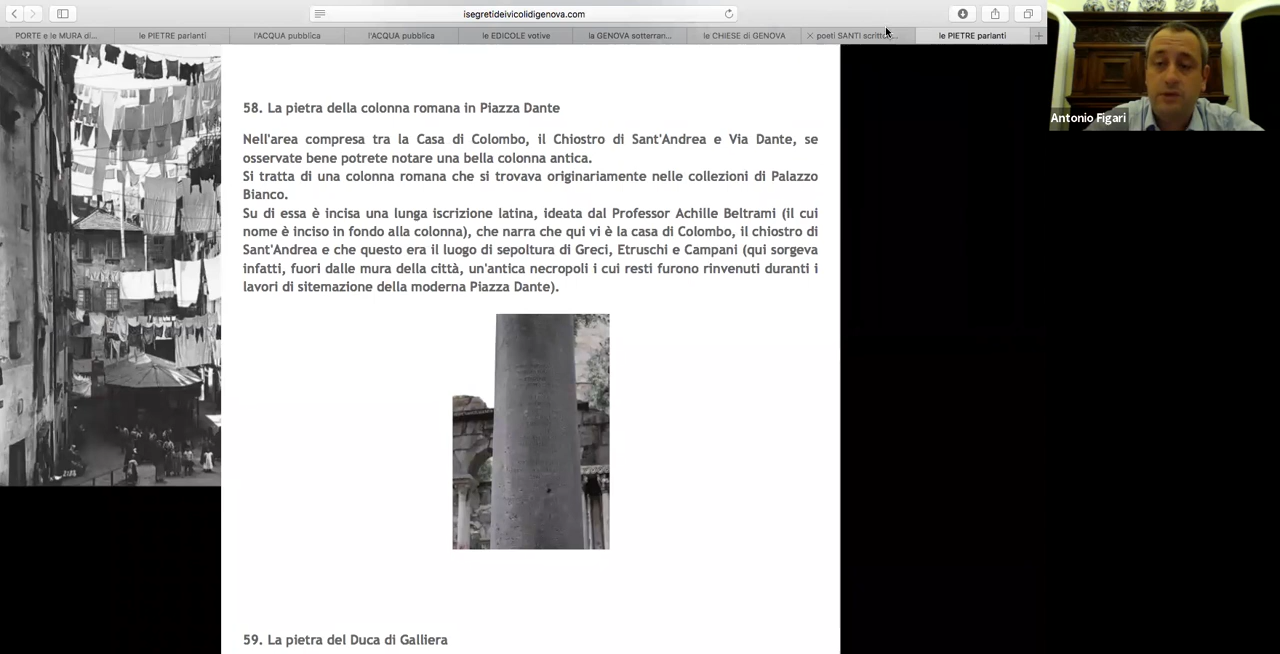 isegretideivicolidigenova.com
PORTE e le MURA di...
le PIETRE parlanti
l'ACQUA pubblica
l'ACQUA pubblica
le EDICOLE votive
la GENOVA sotterran...
le CHIESE di GENOVA
poeti SANTI scritto...
le PIETRE parlanti
Antonio Figari
58. La pietra della colonna romana in Piazza Dante
Nell'area compresa tra la Casa di Colombo, il Chiostro di Sant'Andrea e Via Dante, se
osservate bene potrete notare una bella colonna antica.
Si tratta di una colonna romana che si trovava originariamente nelle collezioni di Palazzo
Bianco.
Su di essa è incisa una lunga iscrizione latina, ideata dal Professor Achille Beltrami (il cui
nome è inciso in fondo alla colonna), che narra che qui vi è la casa di Colombo, il chiostro di
Sant'Andrea e che questo era il luogo di sepoltura di Greci, Etruschi e Campani (qui sorgeva
infatti, fuori dalle mura della città, un'antica necropoli i cui resti furono rinvenuti duranti i
lavori di sitemazione della moderna Piazza Dante).
59. La pietra del Duca di Galliera